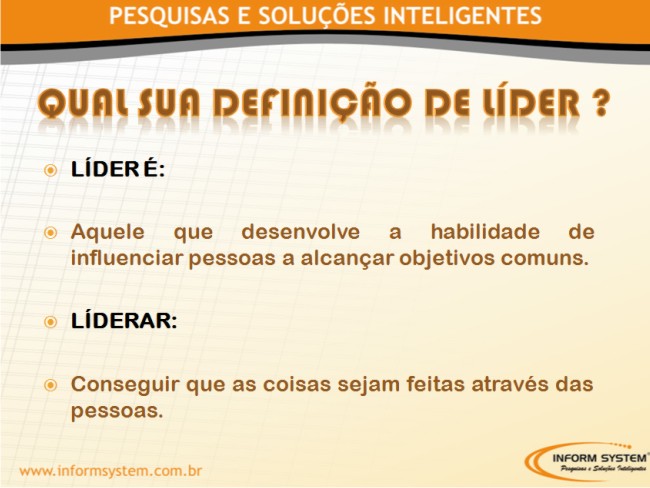 PESQUISAS E SOLUÇÕES INTELIGENTES
QUAL SUA DEFINIÇÃO DE LÍDER ?
LÍDER É:
Aquele que desenvolve a habilidade de
influenciar pessoas a alcançar objetivos comuns.
LÍDERAR:
Conseguir que as coisas sejam feitas através das
pessoas.
www.informsystem.com.br
INFORM SYSTEM
Pesquisas e Soluções Inteligentes